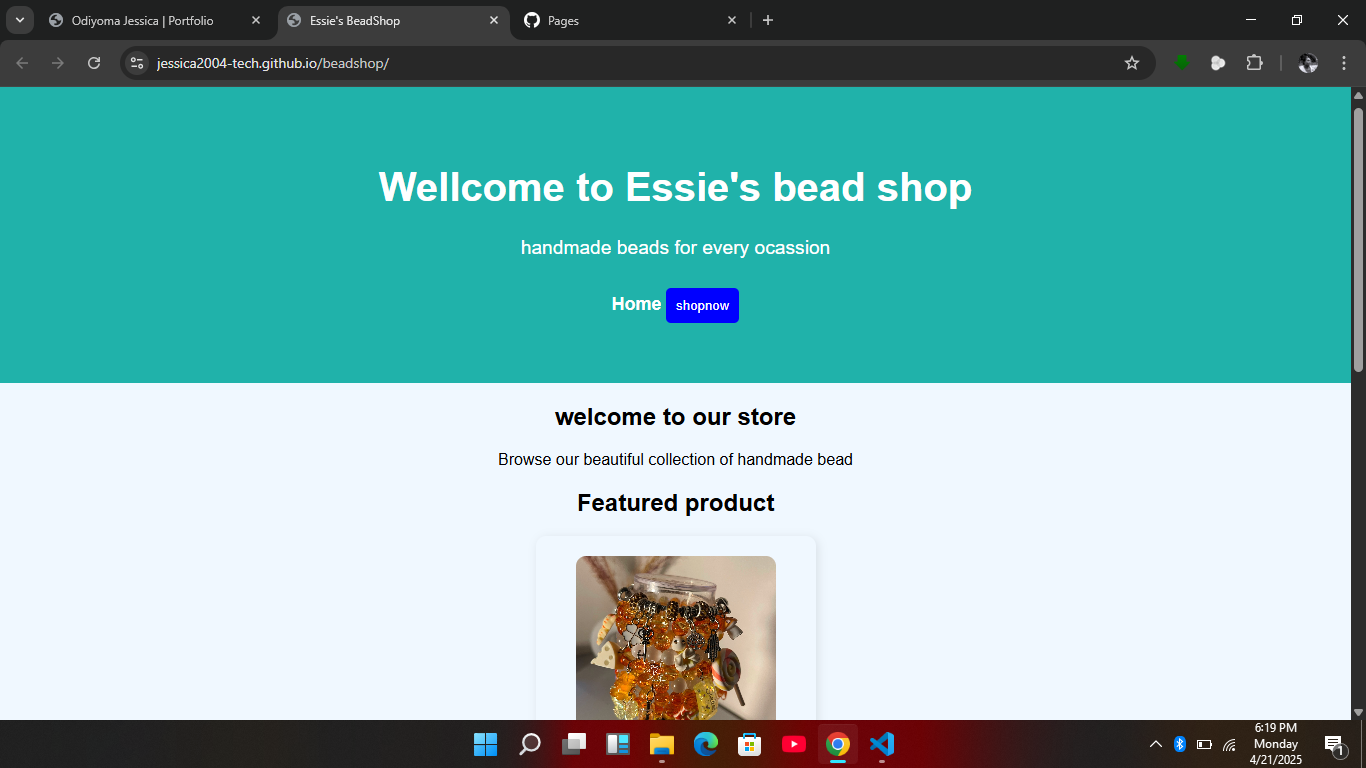 Odiyoma Jessica | Portfolio
Essie's BeadShop
Pages
jessica2004-tech.github.io/beadshop/
Wellcome to Essie's bead shop
handmade beads for every ocassion
Home shopnow
welcome to our store
Browse our beautiful collection of handmade bead
Featured product
6:19 PM
Monday
4/21/2025
1